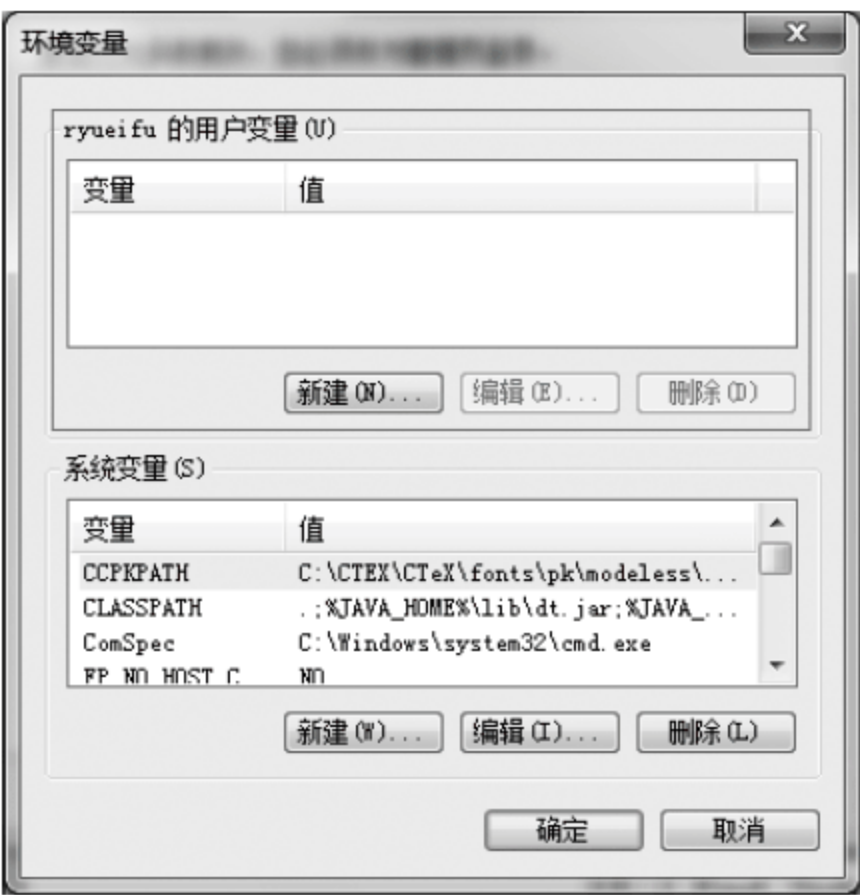 环境变量
ryueifu 的用户变量(U)
变量 值
新建(N)... 编辑(E)... 删除(D)
系统变量(S)
变量 值
CCPKPATH C:\CTEX\CTeX\fonts\pk\modeless\...
CLASSPATH .;%JAVA_HOME%\lib\dt.jar;%JAVA_...
ComSpec C:\Windows\system32\cmd.exe
FP_NO_HOST_C... NO
新建(W)... 编辑(I)... 删除(L)
确定 取消